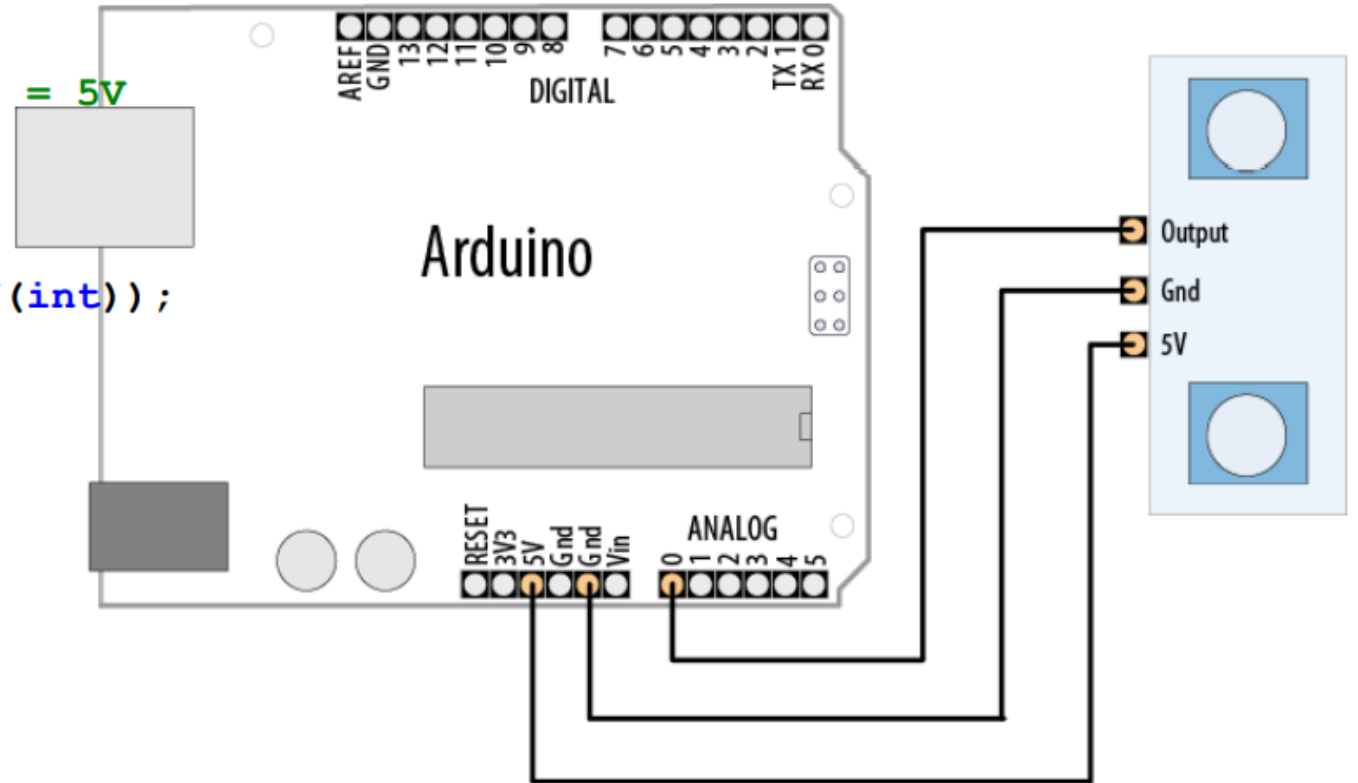 AREF
GND
13
12
11
10
9
8
7
6
5
4
3
2
TX 1
RX 0
DIGITAL
= 5V
Arduino
(int));
Output
Gnd
5V
RESET
3V3
5V
Gnd
Gnd
Vin
ANALOG
0
1
2
3
4
5